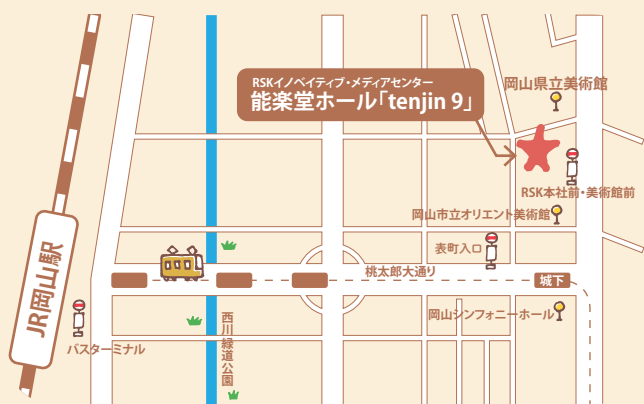 RSKイノベイティブ・メディアセンター
能楽堂ホール「tenjin 9」
岡山県立美術館
RSK本社前・美術館前
岡山市立オリエント美術館
表町入口
桃太郎大通り
城下
JR岡山駅
バスターミナル
西川緑道公園
岡山シンフォニーホール